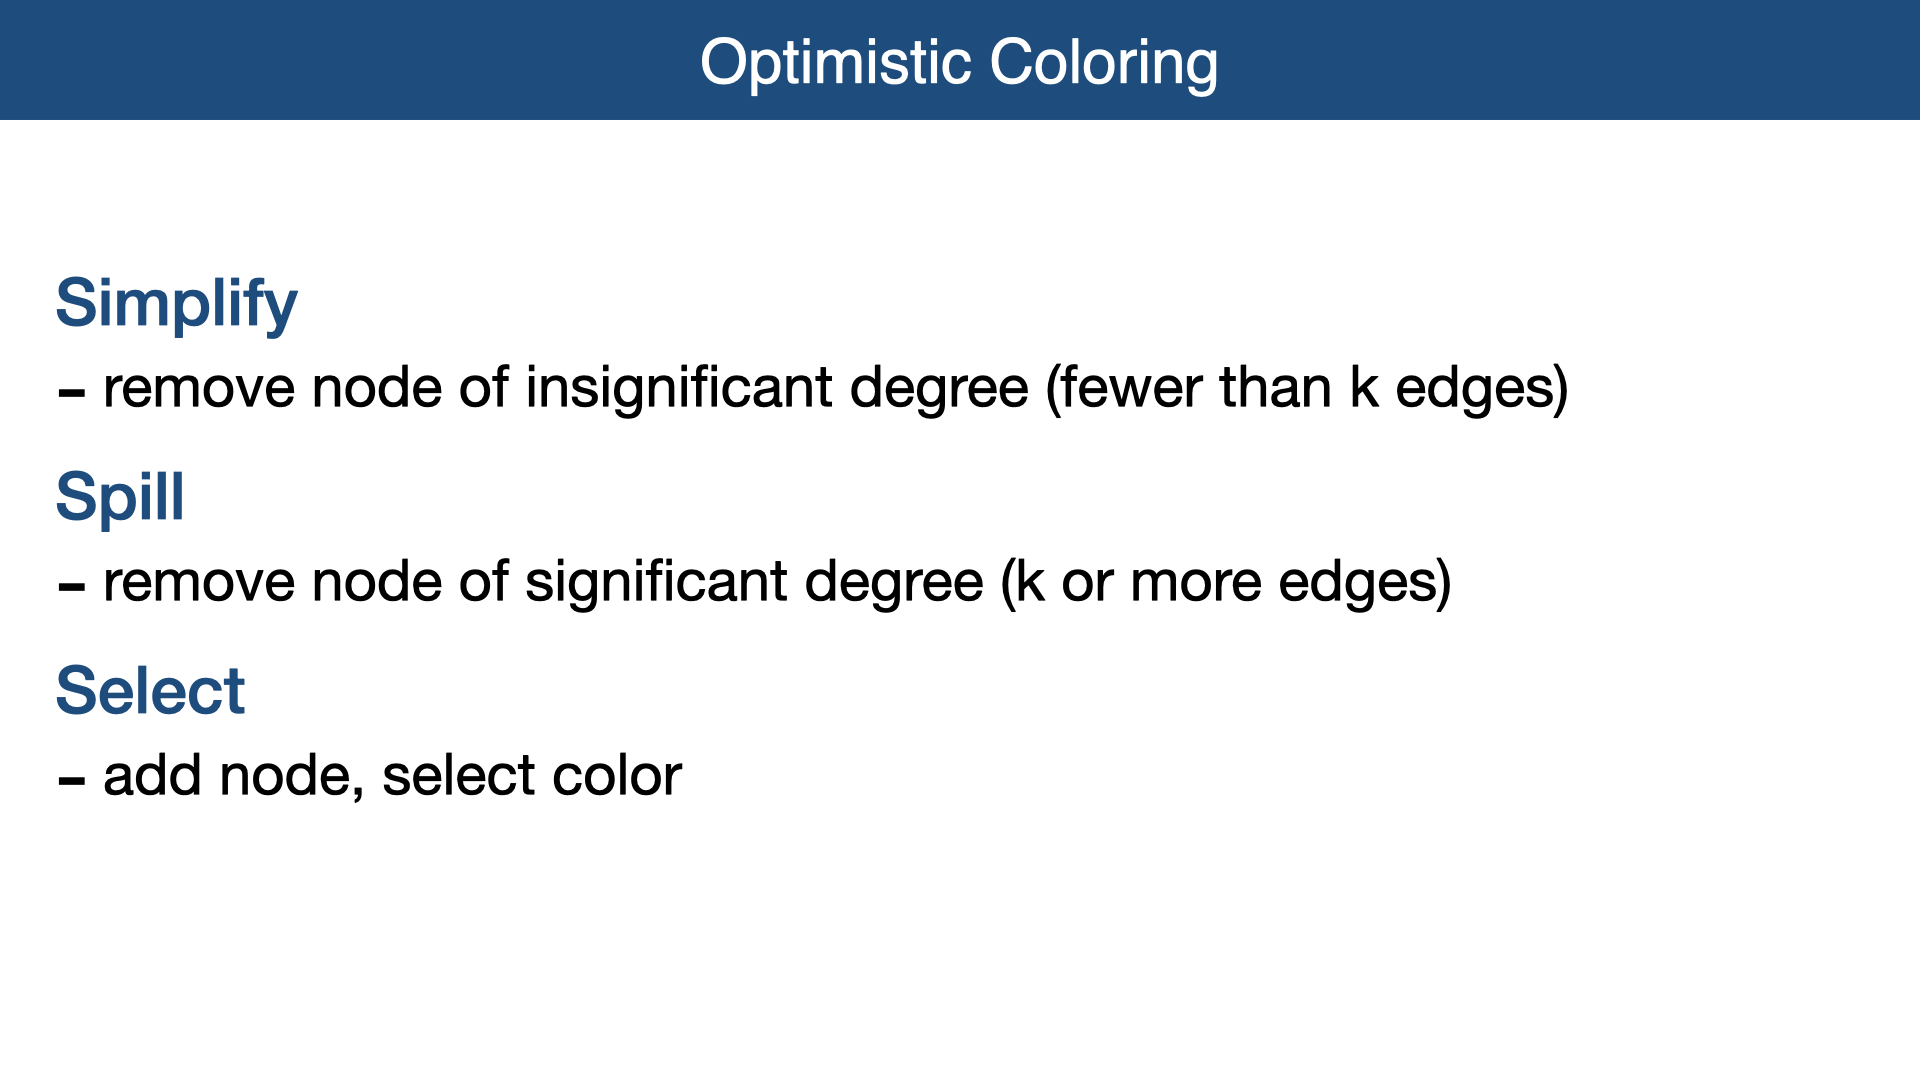 Optimistic Coloring
Simplify
– remove node of insignificant degree (fewer than k edges)
Spill
– remove node of significant degree (k or more edges)
Select
– add node, select color